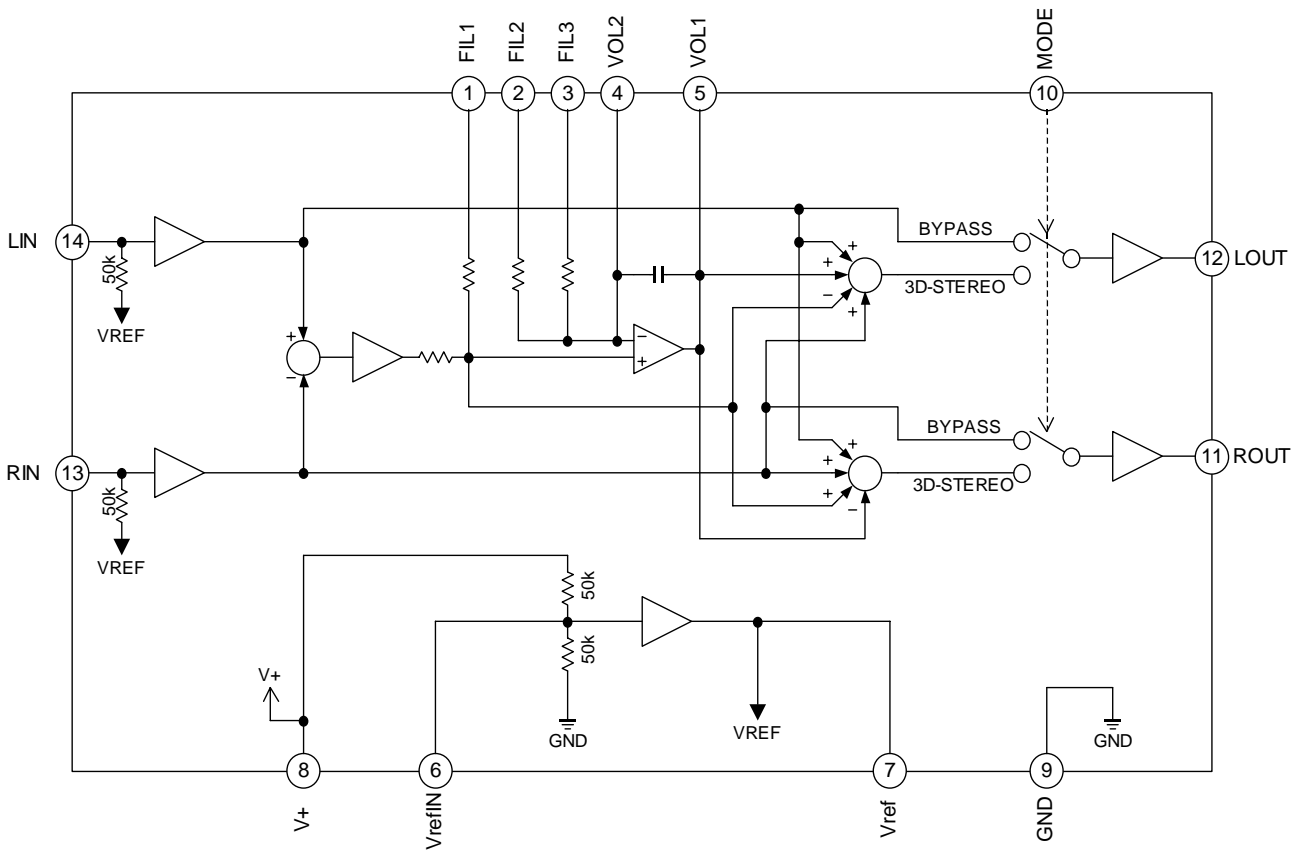 FIL1
FIL2
FIL3
VOL2
VOL1
MODE
1
2
3
4
5
10
LIN
14
50k
VREF
+
−
BYPASS
3D-STEREO
+
+
−
+
−
+
12
LOUT
RIN
13
50k
VREF
BYPASS
3D-STEREO
+
+
+
−
11
ROUT
50k
50k
V+
GND
VREF
GND
8
6
7
9
V+
VrefIN
Vref
GND